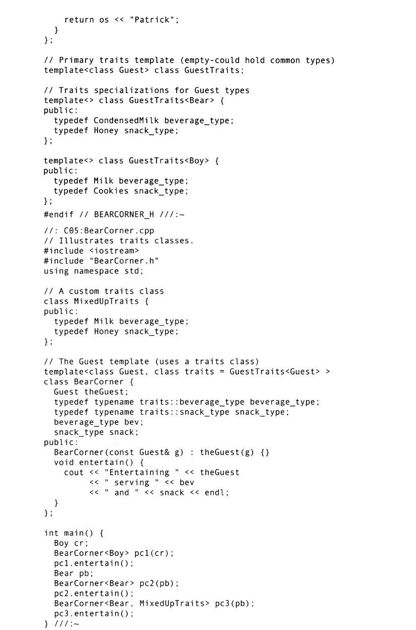 return os << "Patrick";
}
};
// Primary traits template (empty-could hold common types)
template<class Guest> class GuestTraits;
// Traits specializations for Guest types
template<> class GuestTraits<Bear> {
public:
typedef CondensedMilk beverage_type;
typedef Honey snack_type;
};
template<> class GuestTraits<Boy> {
public:
typedef Milk beverage_type;
typedef Cookies snack_type;
};
#endif // BEARCORNER_H ///:~
//: C05:BearCorner.cpp
// Illustrates traits classes.
#include <iostream>
#include "BearCorner.h"
using namespace std;
// A custom traits class
class MixedUpTraits {
public:
typedef Milk beverage_type;
typedef Honey snack_type;
};
// The Guest template (uses a traits class)
template<class Guest, class traits = GuestTraits<Guest> >
class BearCorner {
Guest theGuest;
typedef typename traits::beverage_type beverage_type;
typedef typename traits::snack_type snack_type;
beverage_type bev;
snack_type snack;
public:
BearCorner(const Guest& g) : theGuest(g) {}
void entertain() {
cout << "Entertaining " << theGuest
<< " serving " << bev
<< " and " << snack << endl;
}
};
int main() {
Boy cr;
BearCorner<Boy> pc1(cr);
pc1.entertain();
Bear pb;
BearCorner<Bear> pc2(pb);
pc2.entertain();
BearCorner<Bear, MixedUpTraits> pc3(pb);
pc3.entertain();
} ///:~